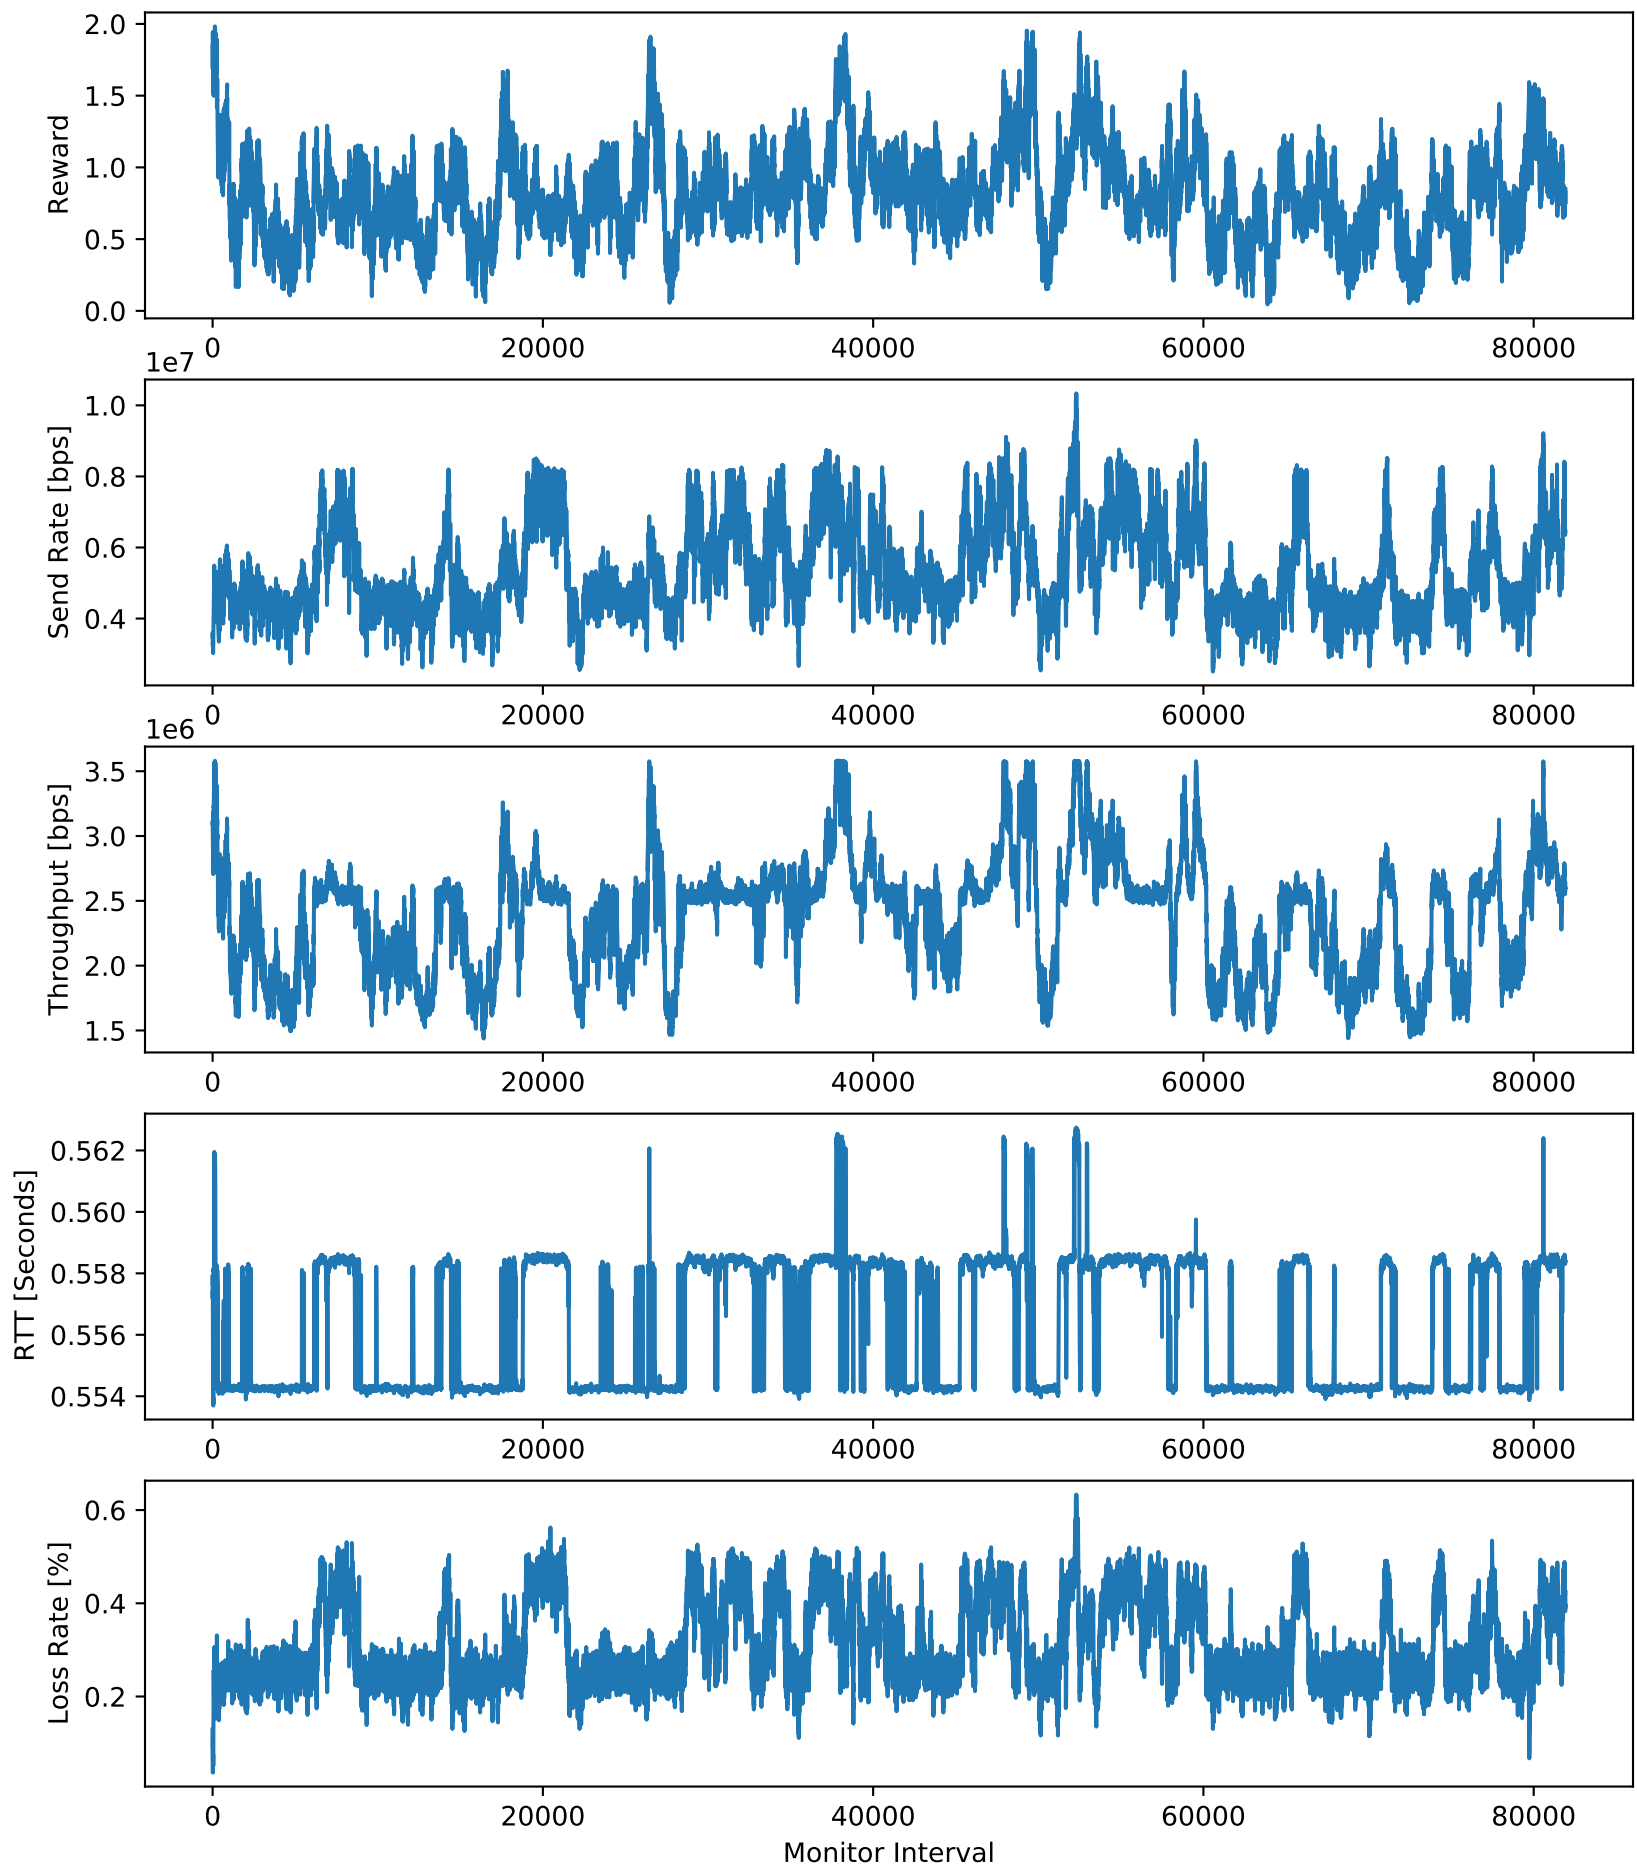 Reward
2.0
1.5
1.0
0.5
0.0
0 20000 40000 60000 80000
1e7
Send Rate [bps]
1.0
0.8
0.6
0.4
0 20000 40000 60000 80000
1e6
Throughput [bps]
3.5
3.0
2.5
2.0
1.5
0 20000 40000 60000 80000
RTT [Seconds]
0.562
0.560
0.558
0.556
0.554
0 20000 40000 60000 80000
Loss Rate [%]
0.6
0.4
0.2
0 20000 40000 60000 80000
Monitor Interval